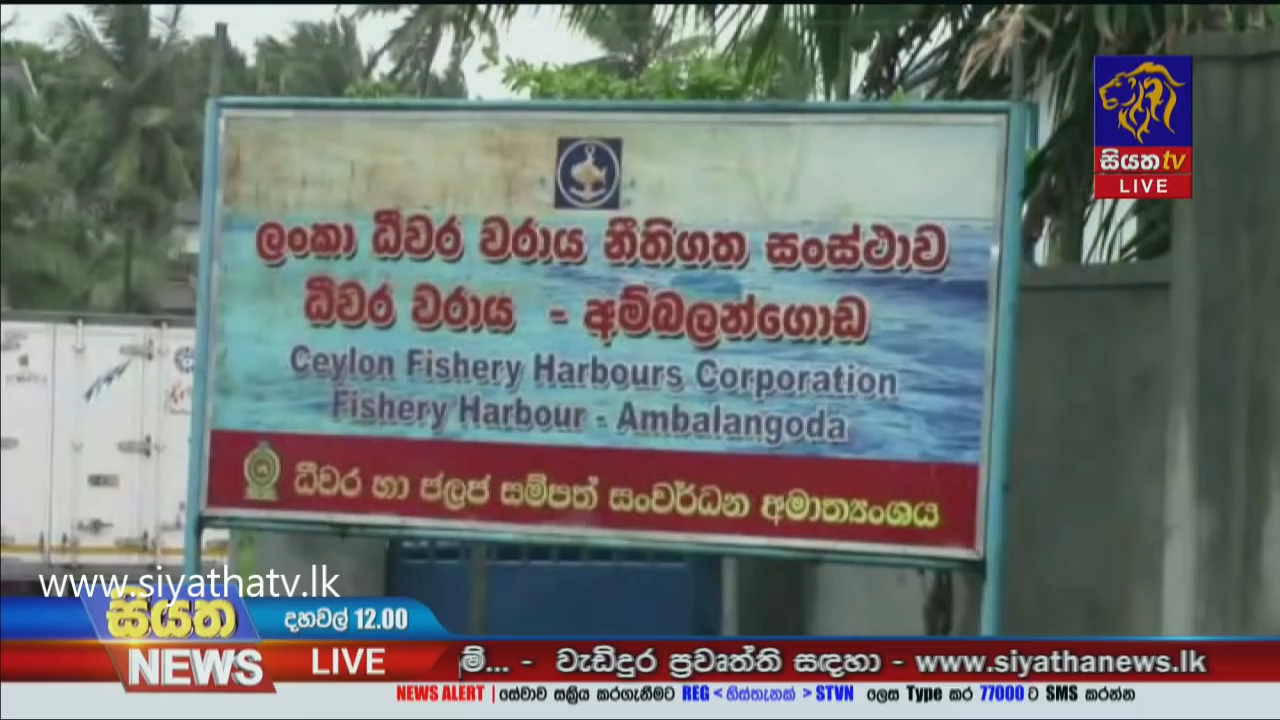 සියත tv
LIVE
ලංකා ධීවර වරාය නීතිගත සංස්ථාව
ධීවර වරාය - අම්බලන්ගොඩ
Ceylon Fishery Harbours Corporation
Fishery Harbour - Ambalangoda
ධීවර හා ජලජ සම්පත් සංවර්ධන අමාත්‍යංශය
www.siyathatv.lk
සියත දහවල් 12.00
NEWS LIVE මි... - වැඩිදුර ප්‍රවෘත්ති සඳහා - www.siyathanews.lk
NEWS ALERT | සේවාව සක්‍රිය කරගැනීමට REG < හිස්තැනක් > STVN ලෙස Type කර 77000 ට SMS කරන්න